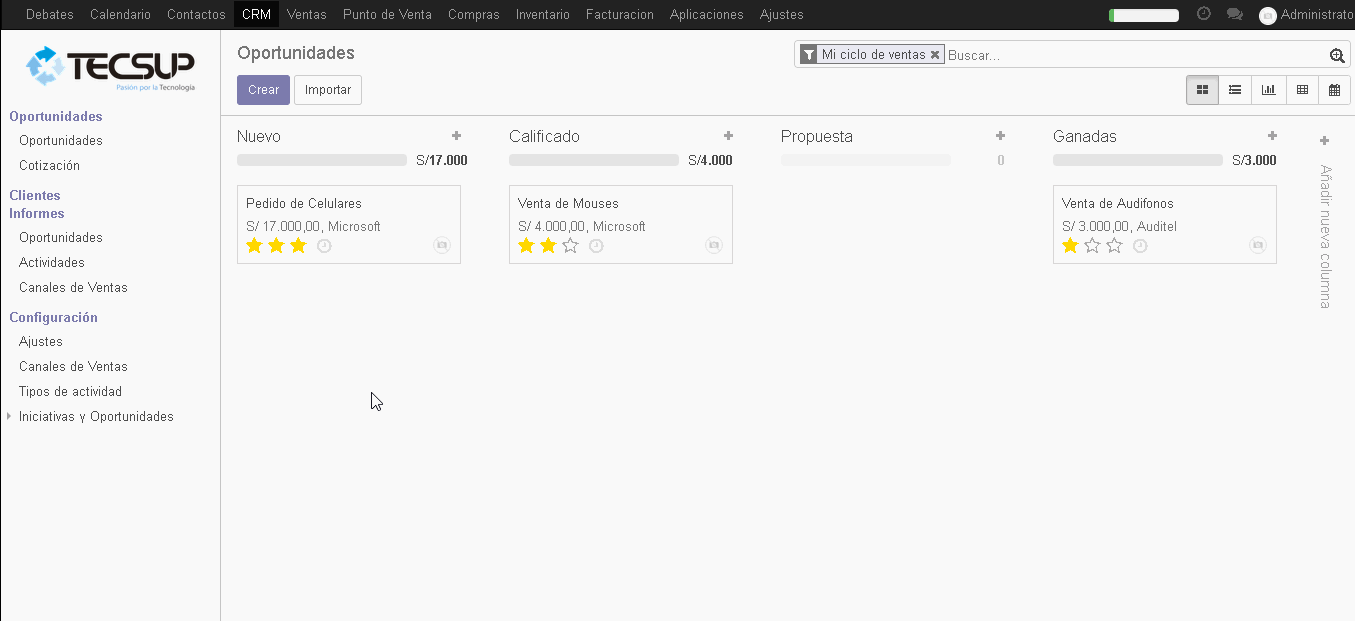 Debates Calendario Contactos CRM Ventas Punto de Venta Compras Inventario Facturacion Aplicaciones Ajustes Administrato
TECSUP
Pasión por la Tecnología
Oportunidades
Oportunidades
Cotización
Clientes
Informes
Oportunidades
Actividades
Canales de Ventas
Configuración
Ajustes
Canales de Ventas
Tipos de actividad
Iniciativas y Oportunidades
Oportunidades
Mi ciclo de ventas Buscar...
Crear Importar
Nuevo
S/17.000
Pedido de Celulares
S/ 17.000,00, Microsoft
Calificado
S/4.000
Venta de Mouses
S/ 4.000,00, Microsoft
Propuesta
0
Ganadas
S/3.000
Venta de Audifonos
S/ 3.000,00, Auditel
Añadir nueva columna